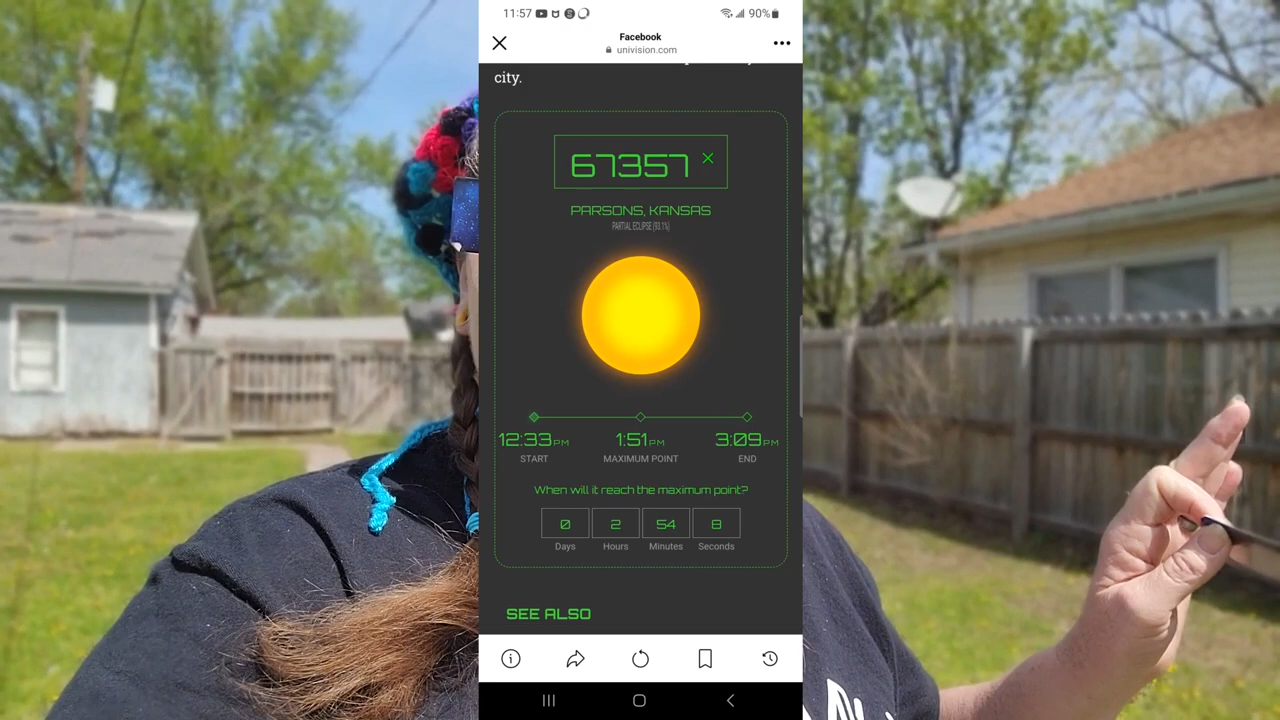 11:57 90%
Facebook
univision.com
city.
67357 ×
PARSONS, KANSAS
PARTIAL ECLIPSE (93.1%)
12:33PM 1:51PM 3:09PM
START MAXIMUM POINT END
When will it reach the maximum point?
0 2 54 8
Days Hours Minutes Seconds
SEE ALSO